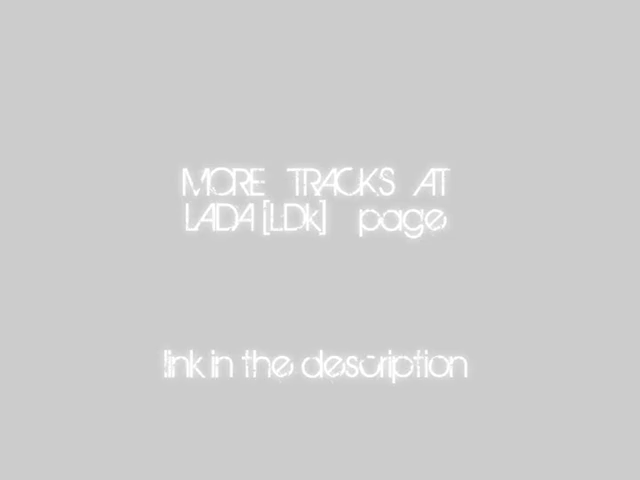 MORE TRACKS AT
LADA [LDk] page
link in the description